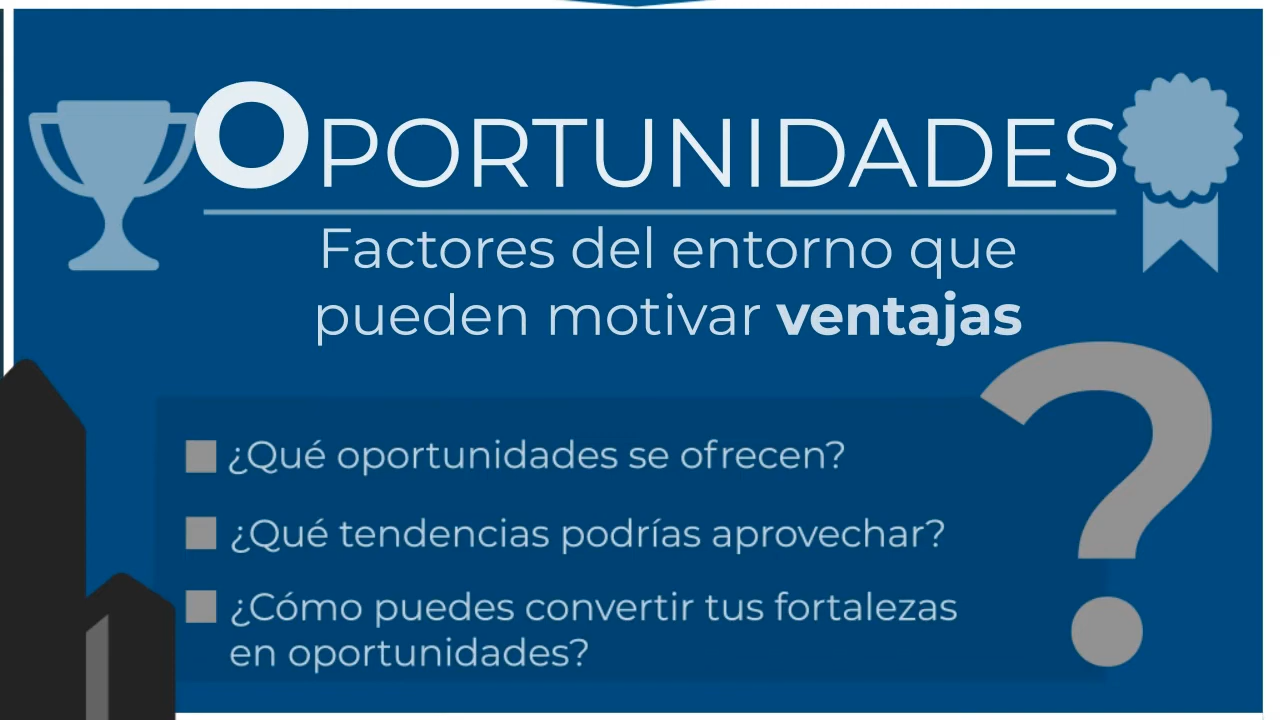 OPORTUNIDADES
Factores del entorno que
pueden motivar ventajas
¿Qué oportunidades se ofrecen?
¿Qué tendencias podrías aprovechar?
¿Cómo puedes convertir tus fortalezas
en oportunidades?
?